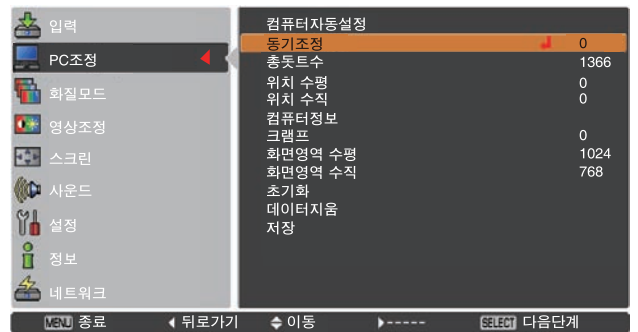 입력
PC조정
화질모드
영상조정
스크린
사운드
설정
정보
네트워크
컴퓨터자동설정
동기조정 0
총돗트수 1366
위치 수평 0
위치 수직 0
컴퓨터정보
크램프 0
화면영역 수평 1024
화면영역 수직 768
초기화
데이터지움
저장
MENU 종료 뒤로가기 이동 ----- SELECT 다음단계